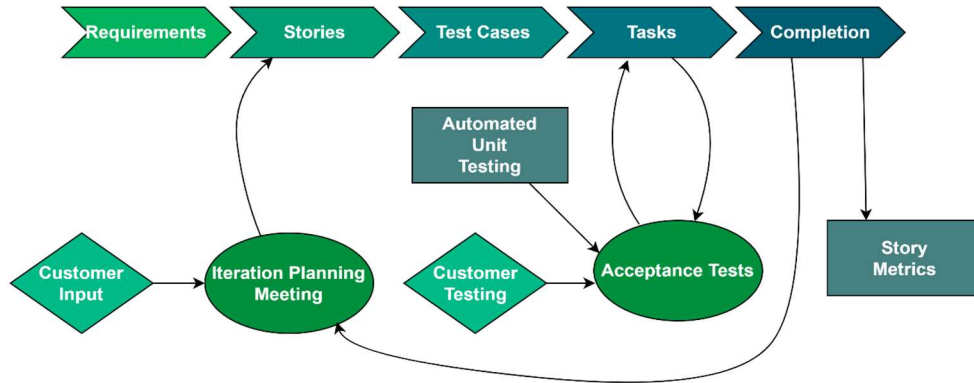 Requirements
Stories
Test Cases
Tasks
Completion
Automated
Unit
Testing
Customer
Input
Iteration Planning
Meeting
Customer
Testing
Acceptance Tests
Story
Metrics